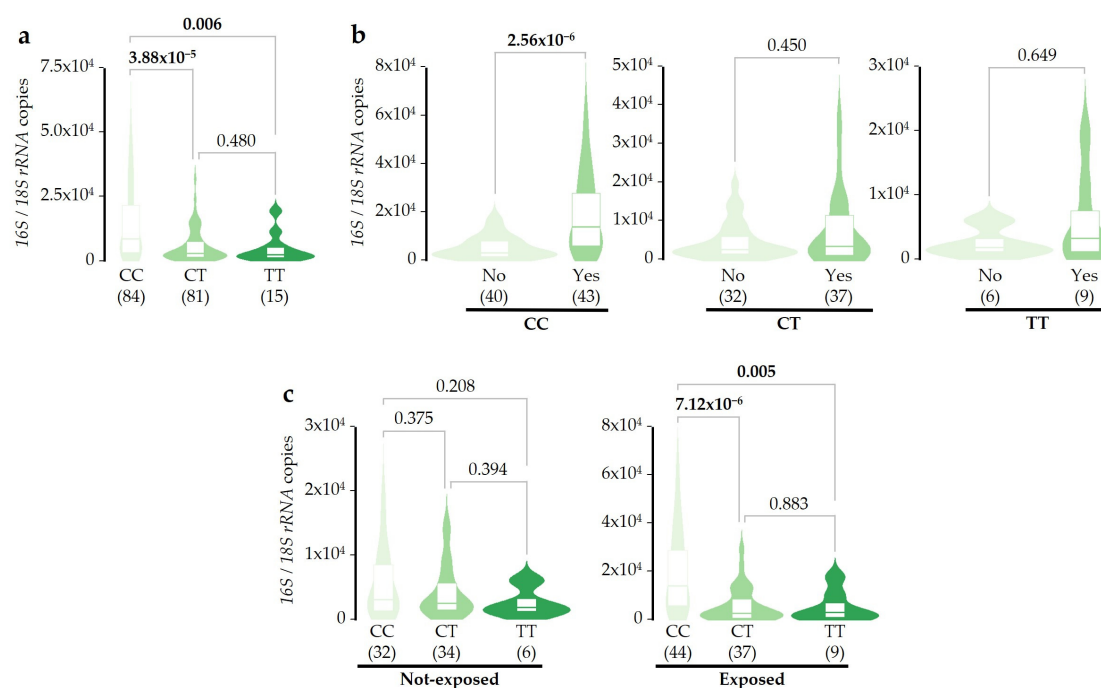 a
0.006
3.88x10⁻⁵
0.480
16S / 18S rRNA copies
7.5x10⁴
5.0x10⁴
2.5x10⁴
0
CC CT TT
(84) (81) (15)
b
2.56x10⁻⁶
16S / 18S rRNA copies
8x10⁴
6x10⁴
4x10⁴
2x10⁴
0
No Yes
(40) (43)
CC
0.450
5x10⁴
4x10⁴
3x10⁴
2x10⁴
1x10⁴
0
No Yes
(32) (37)
CT
0.649
3x10⁴
2x10⁴
1x10⁴
0
No Yes
(6) (9)
TT
c
0.208
0.375
0.394
16S / 18S rRNA copies
3x10⁴
2x10⁴
1x10⁴
0
CC CT TT
(32) (34) (6)
Not-exposed
0.005
7.12x10⁻⁶
0.883
8x10⁴
6x10⁴
4x10⁴
2x10⁴
0
CC CT TT
(44) (37) (9)
Exposed